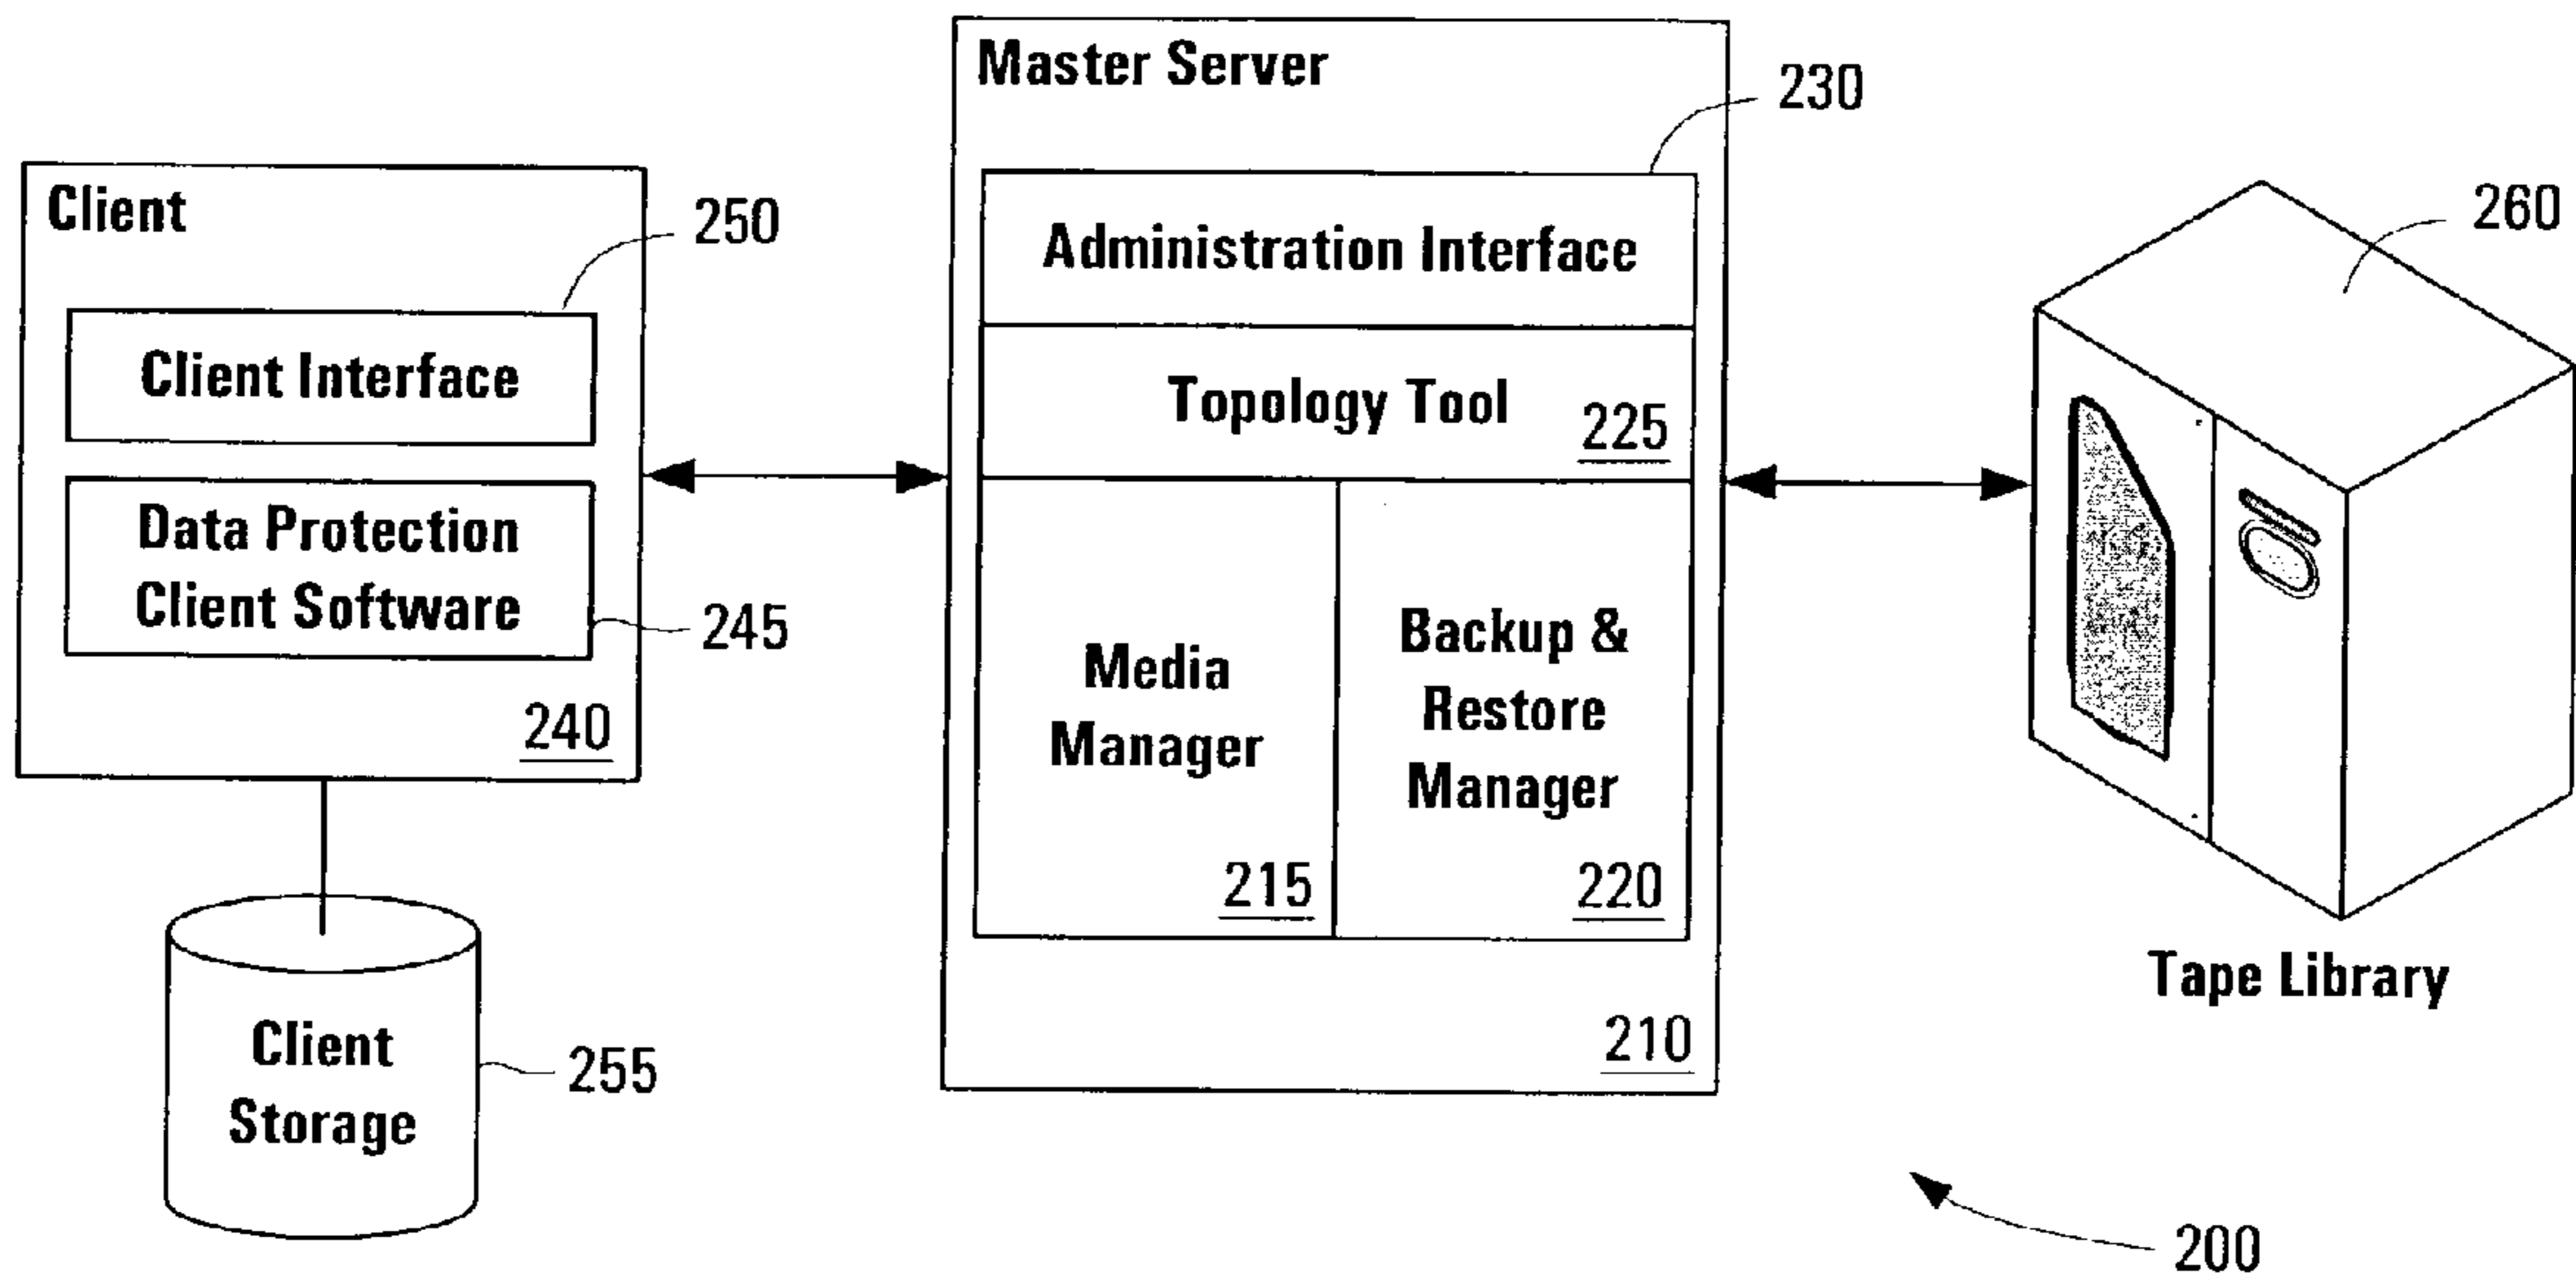 Client
250
Client Interface
Data Protection
Client Software
245
240
Client
Storage
255
Master Server
230
Administration Interface
Topology Tool
225
Media
Manager
215
Backup &
Restore
Manager
220
210
260
Tape Library
200